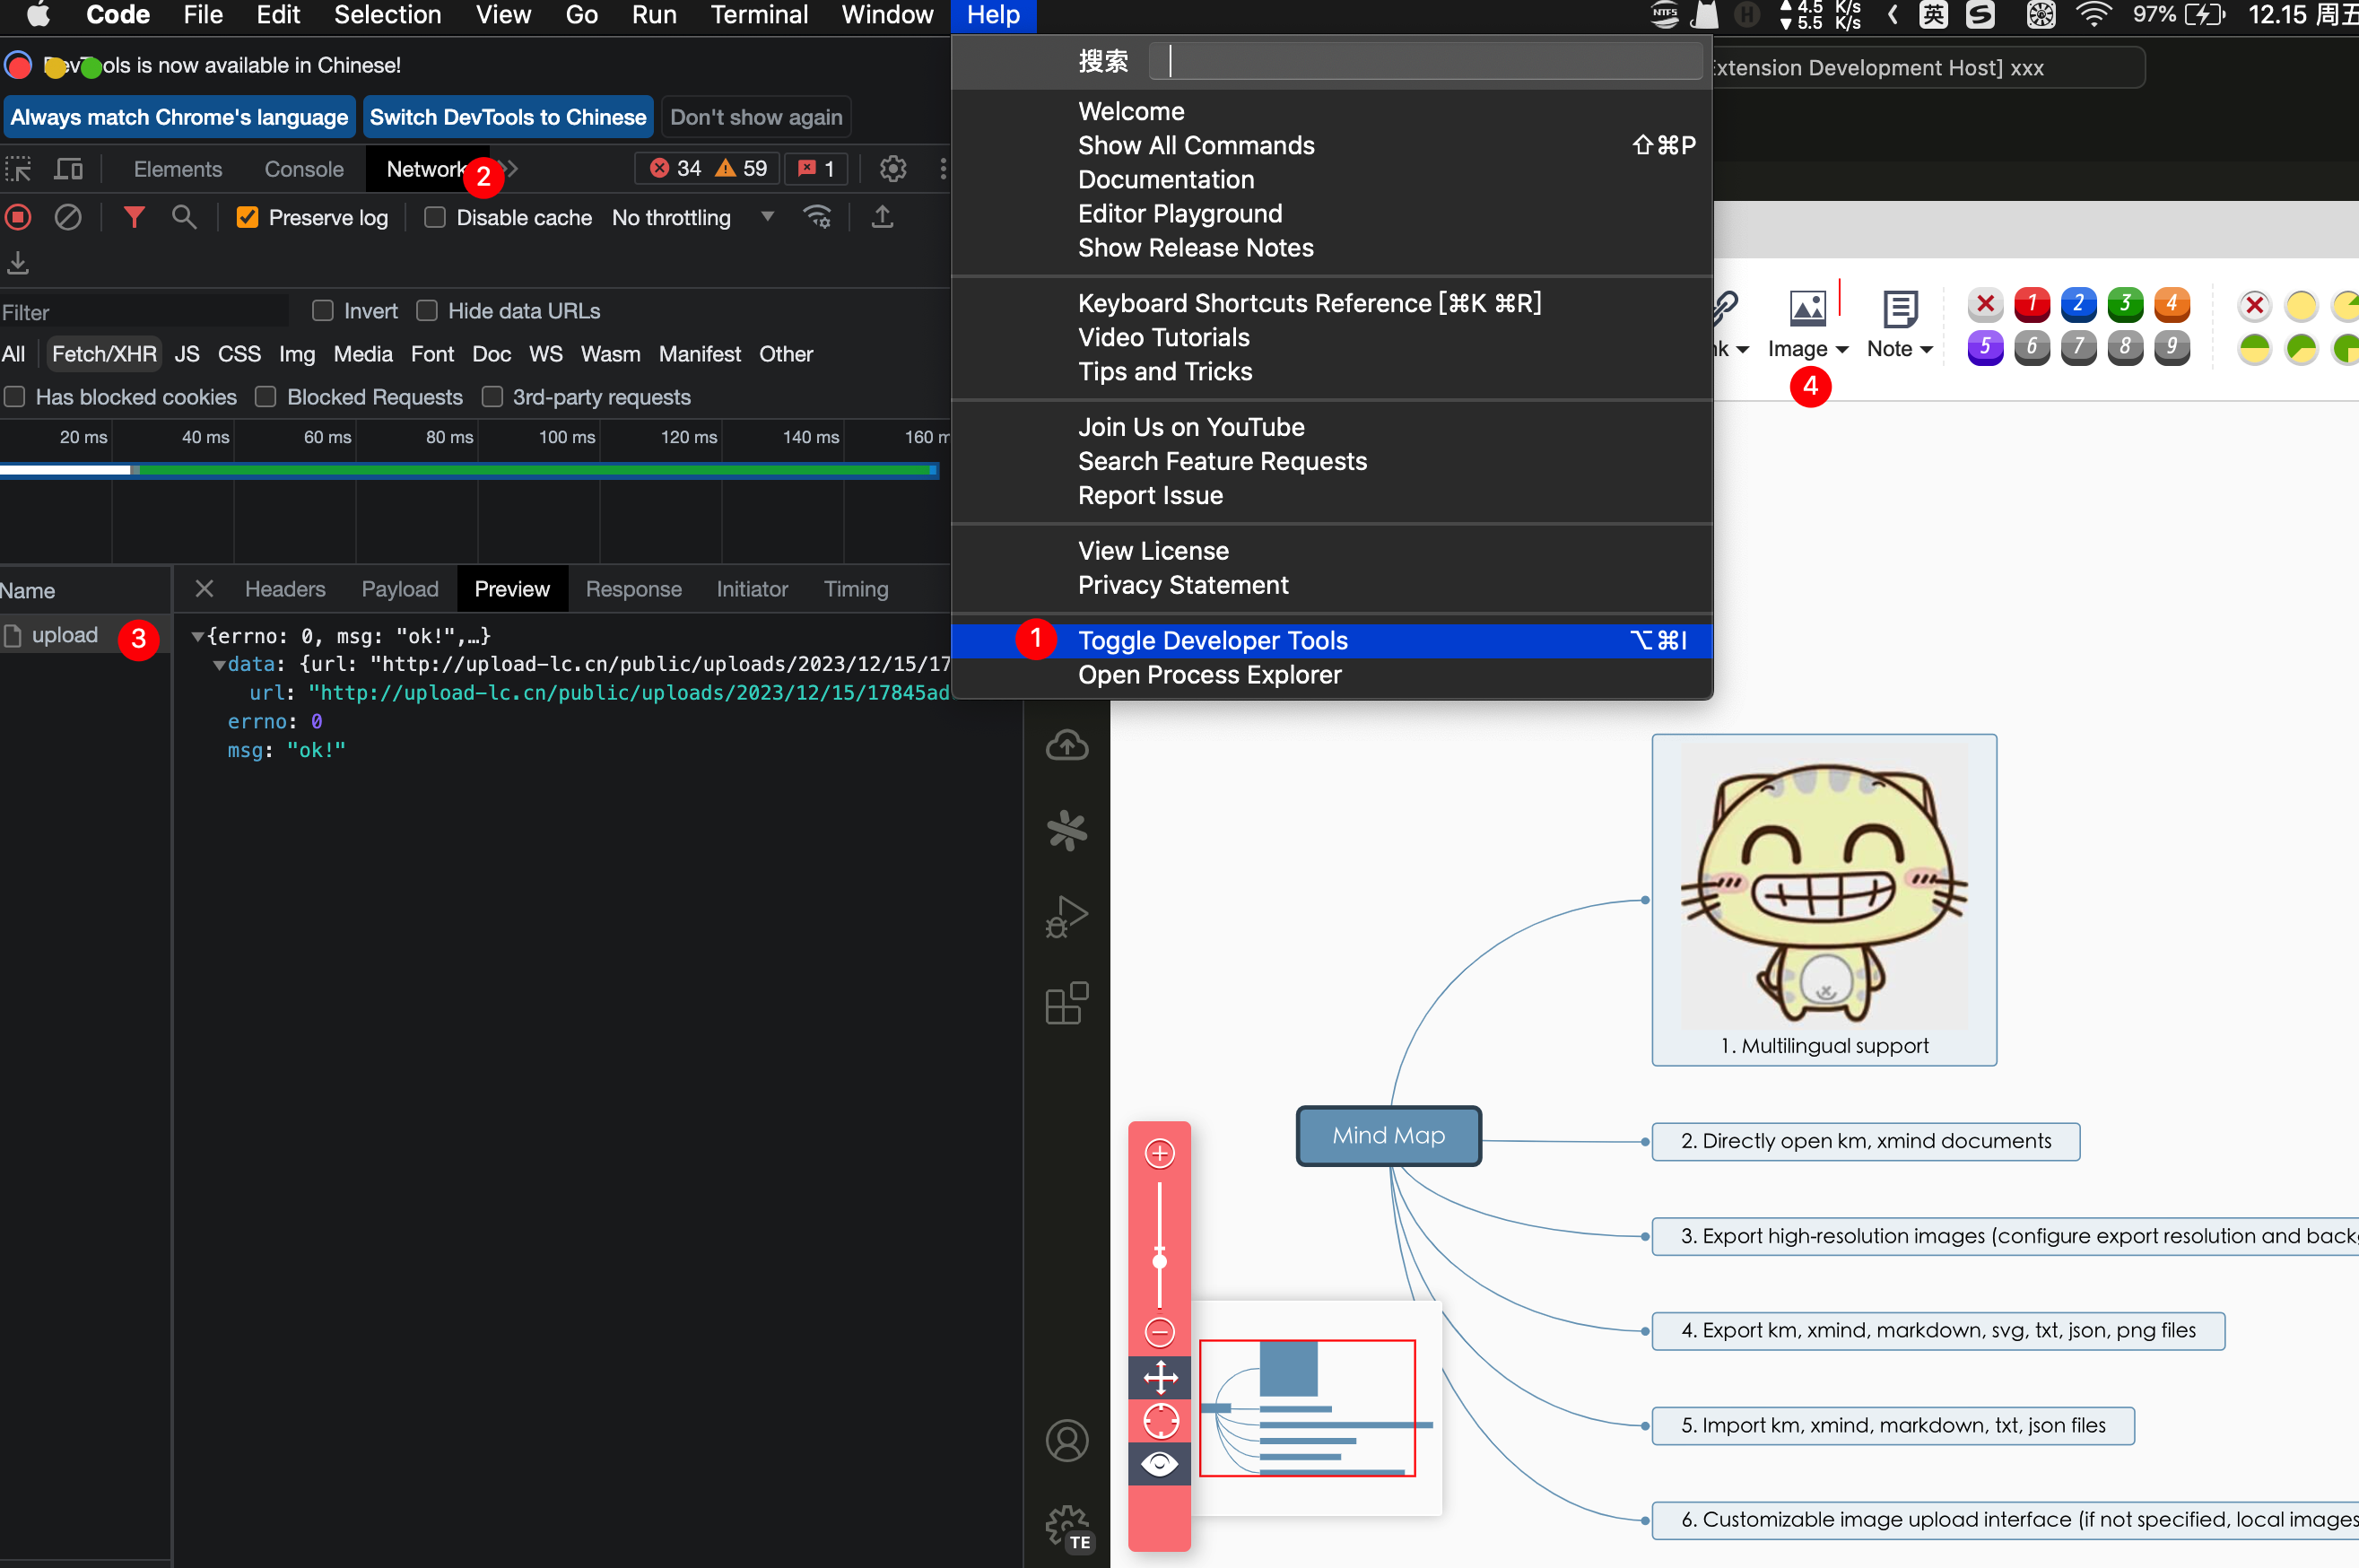 Code File Edit Selection View Go Run Terminal Window Help
NTFS H 4.5 K/s 5.5 K/s 英 S 97% 12.15 周五
DevTools is now available in Chinese!
Always match Chrome's language Switch DevTools to Chinese Don't show again
Elements Console Network 2 34 59 1
Preserve log Disable cache No throttling
Filter Invert Hide data URLs
All Fetch/XHR JS CSS Img Media Font Doc WS Wasm Manifest Other
Has blocked cookies Blocked Requests 3rd-party requests
20 ms 40 ms 60 ms 80 ms 100 ms 120 ms 140 ms 160 m
Name Headers Payload Preview Response Initiator Timing
upload 3
{errno: 0, msg: "ok!",…}
data: {url: "http://upload-lc.cn/public/uploads/2023/12/15/17
url: "http://upload-lc.cn/public/uploads/2023/12/15/17845ad
errno: 0
msg: "ok!"
搜索
Welcome
Show All Commands ⇧⌘P
Documentation
Editor Playground
Show Release Notes
Keyboard Shortcuts Reference [⌘K ⌘R]
Video Tutorials
Tips and Tricks
Join Us on YouTube
Search Feature Requests
Report Issue
View License
Privacy Statement
1 Toggle Developer Tools ⌥⌘I
Open Process Explorer
Extension Development Host] xxx
nk Image Note
4
1 2 3 4
5 6 7 8 9
1. Multilingual support
Mind Map
2. Directly open km, xmind documents
3. Export high-resolution images (configure export resolution and backg
4. Export km, xmind, markdown, svg, txt, json, png files
5. Import km, xmind, markdown, txt, json files
6. Customizable image upload interface (if not specified, local images
TE